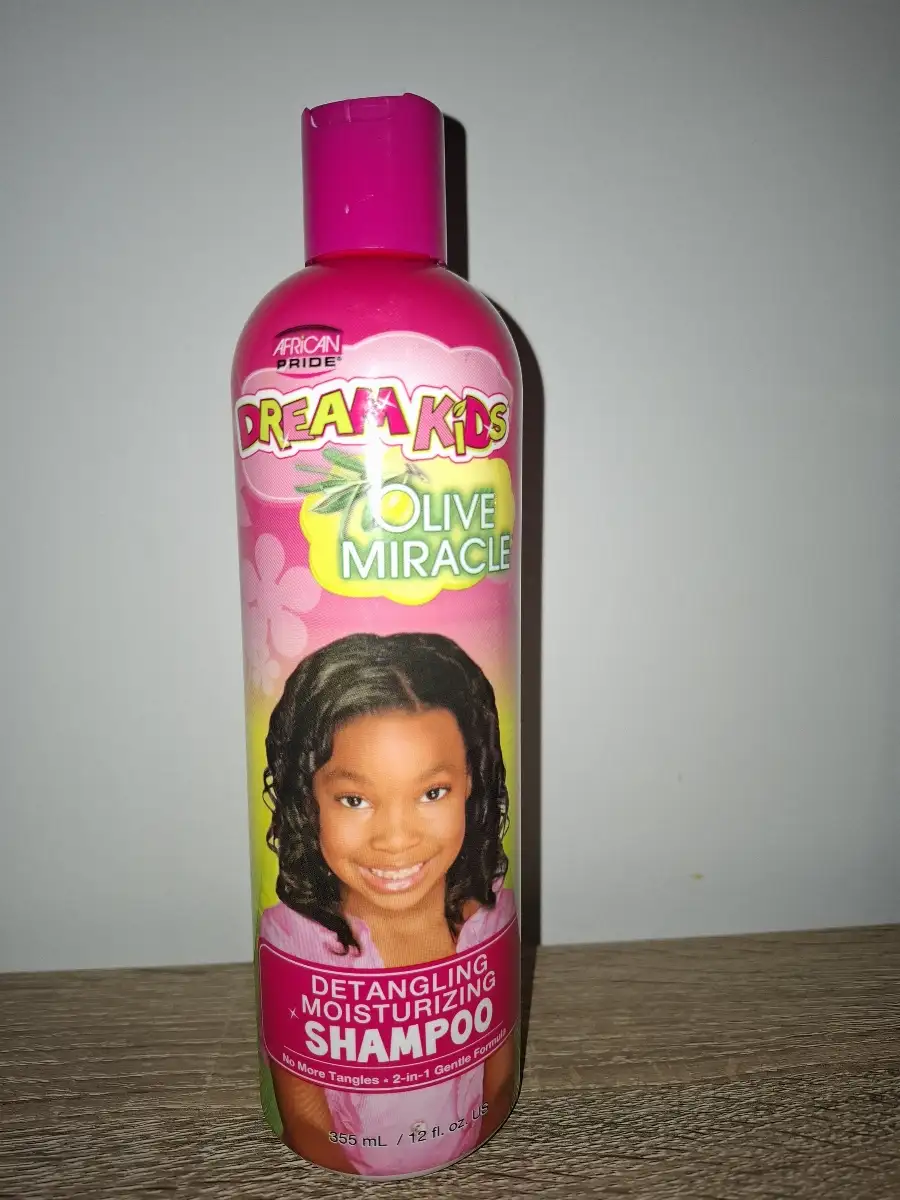 AFRiCAN
PRIDE®
DREAM KiDS
OLIVE
MIRACLE
DETANGLING
MOISTURIZING
SHAMPOO
No More Tangles • 2-in-1 Gentle Formula
355 mL / 12 fl. oz. US